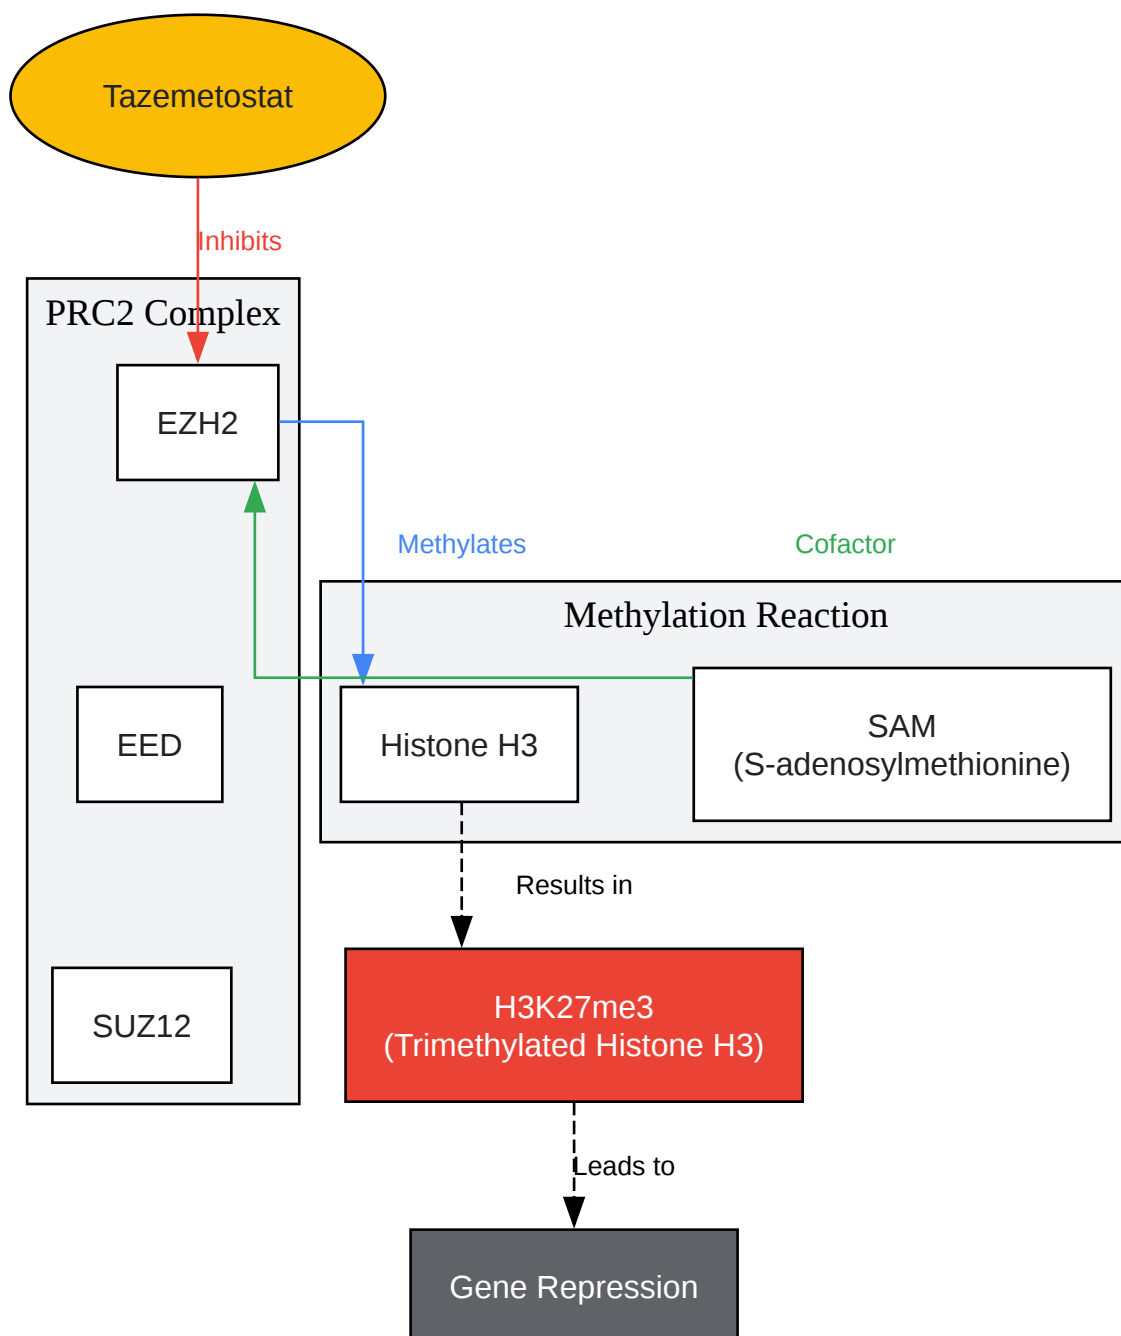 Tazemetostat
Inhibits
PRC2 Complex
EZH2
Methylates
Cofactor
Methylation Reaction
EED
Histone H3
SAM
(S-adenosylmethionine)
Results in
SUZ12
H3K27me3
(Trimethylated Histone H3)
Leads to
Gene Repression